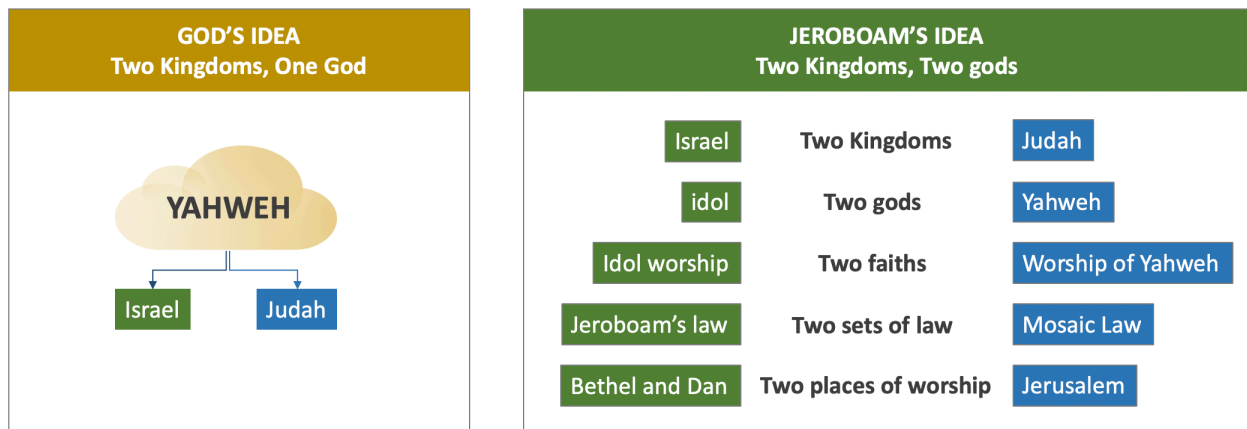 GOD’S IDEA
Two Kingdoms, One God
YAHWEH
Israel
Judah
JEROBOAM’S IDEA
Two Kingdoms, Two gods
Israel Two Kingdoms Judah
idol Two gods Yahweh
Idol worship Two faiths Worship of Yahweh
Jeroboam’s law Two sets of law Mosaic Law
Bethel and Dan Two places of worship Jerusalem